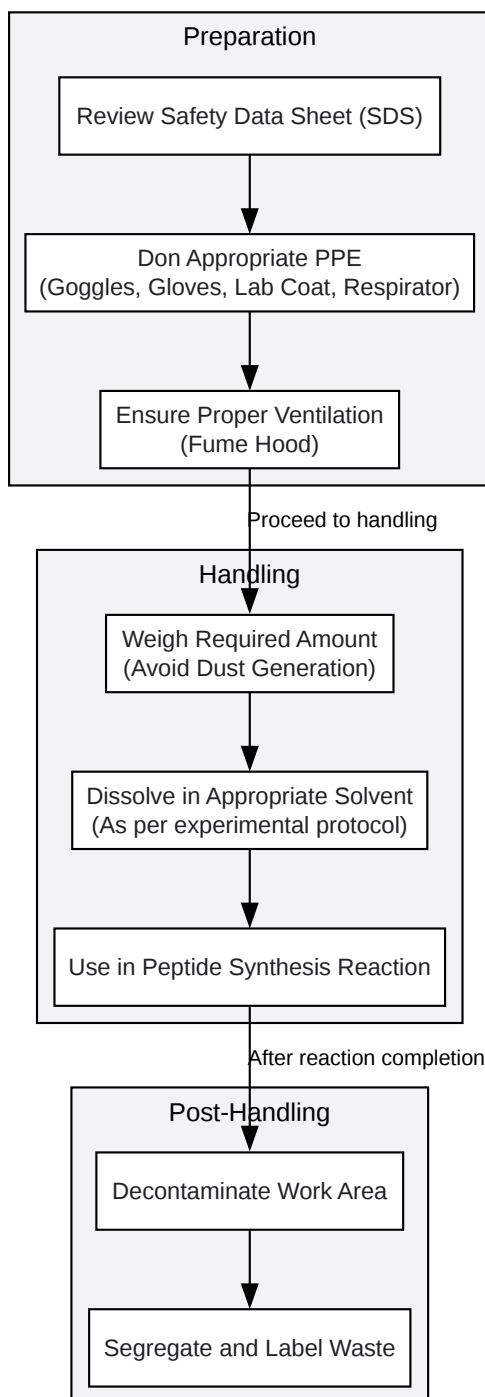 Preparation
Review Safety Data Sheet (SDS)
Don Appropriate PPE
(Goggles, Gloves, Lab Coat, Respirator)
Ensure Proper Ventilation
(Fume Hood)
Proceed to handling
Handling
Weigh Required Amount
(Avoid Dust Generation)
Dissolve in Appropriate Solvent
(As per experimental protocol)
Use in Peptide Synthesis Reaction
After reaction completion
Post-Handling
Decontaminate Work Area
Segregate and Label Waste